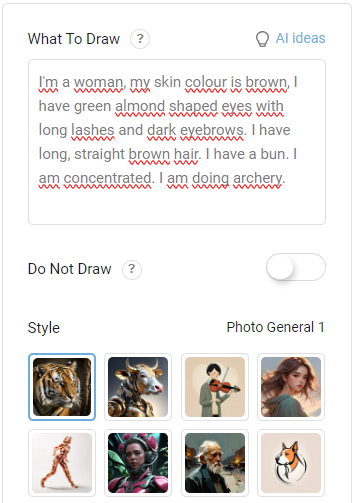 What To Draw ? AI ideas
I'm a woman, my skin colour is brown, I
have green almond shaped eyes with
long lashes and dark eyebrows. I have
long, straight brown hair. I have a bun. I
am concentrated. I am doing archery.
Do Not Draw ?
Style Photo General 1